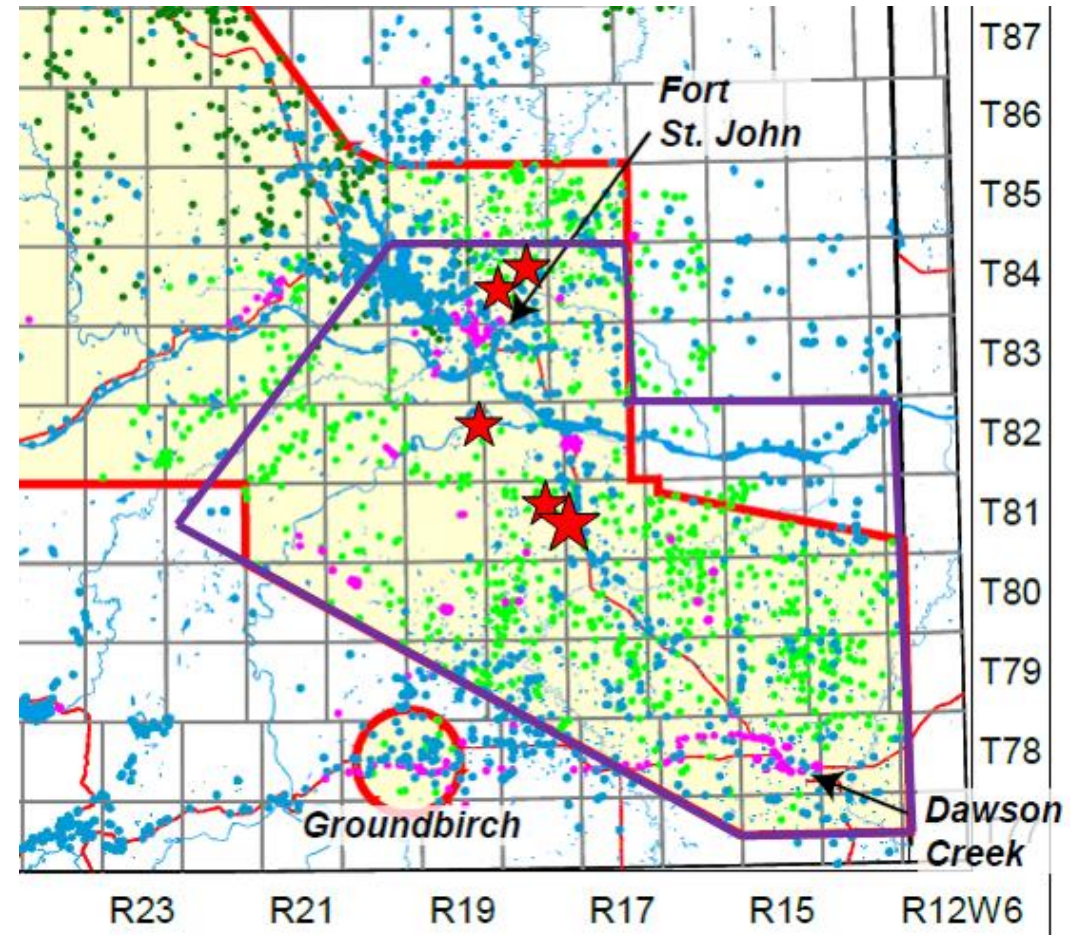 T87
Fort
St. John
T86
T85
T84
T83
T82
T81
T80
T79
T78
Groundbirch
Dawson
Creek
R23
R21
R19
R17
R15
R12W6